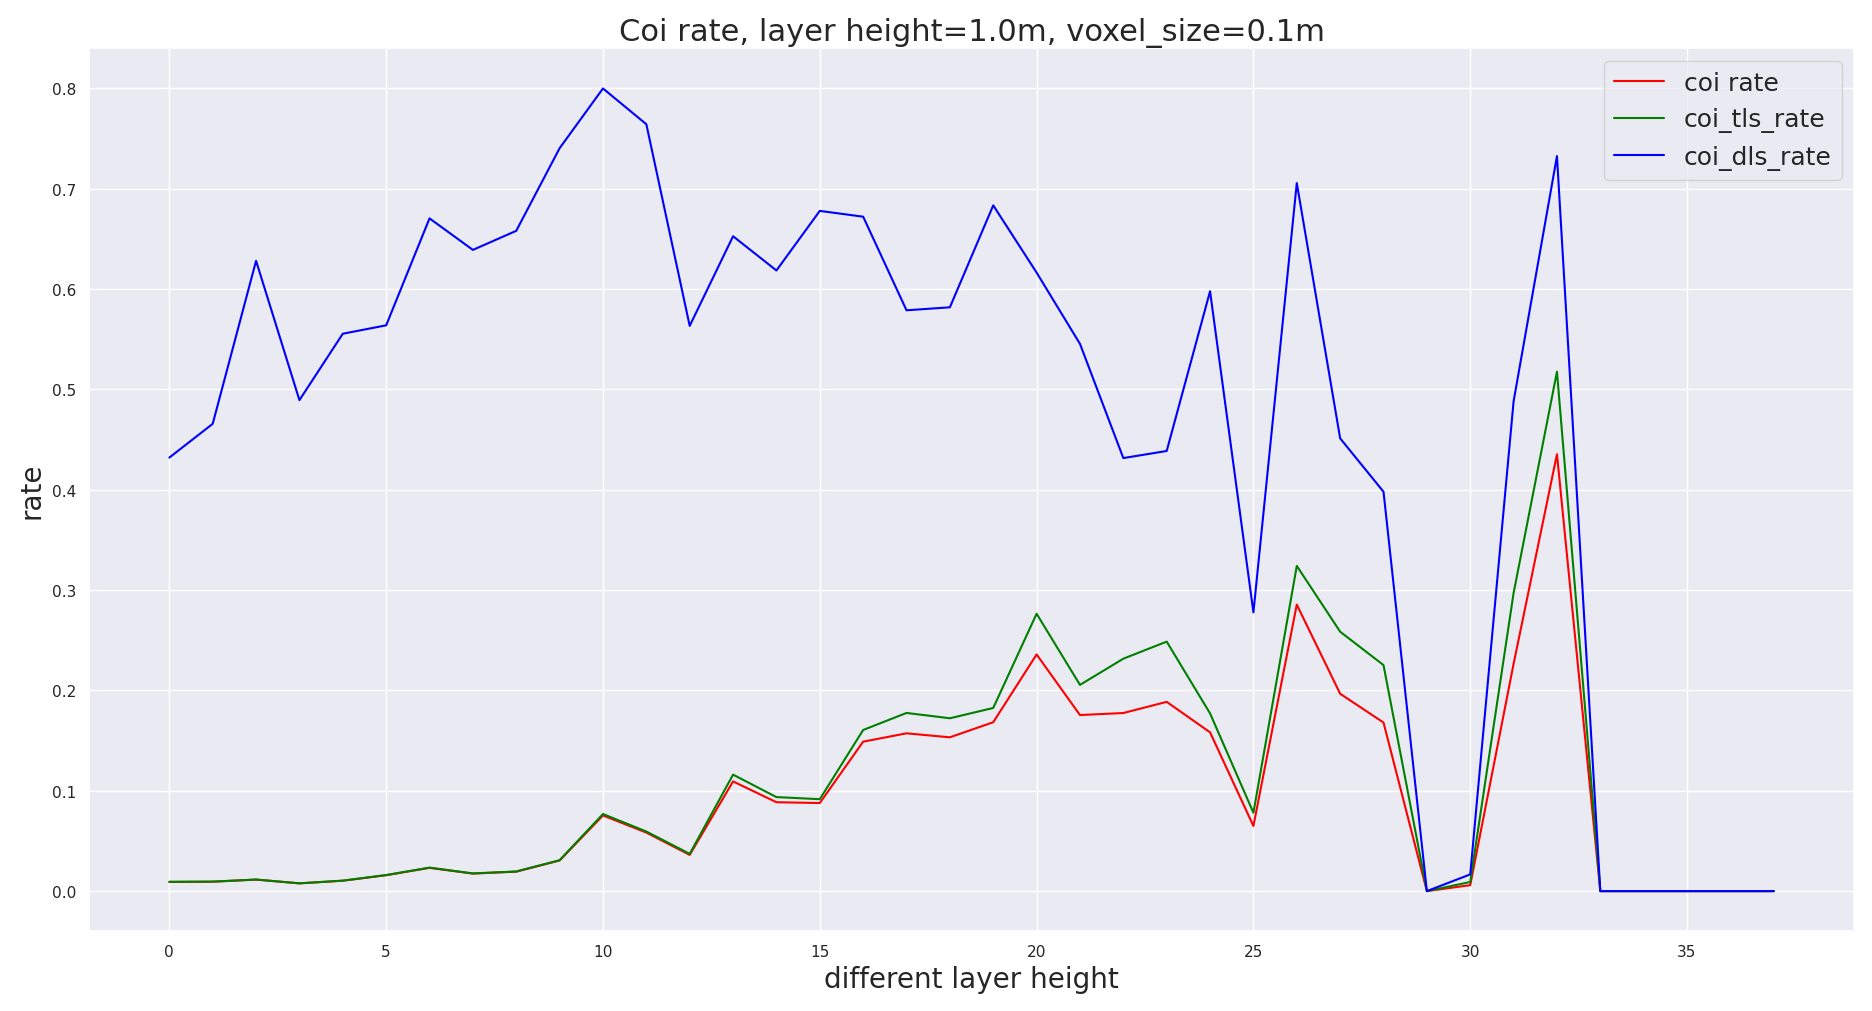 Coi rate, layer height=1.0m, voxel_size=0.1m
coi rate
coi_tls_rate
coi_dls_rate
rate
0.8
0.7
0.6
0.5
0.4
0.3
0.2
0.1
0.0
0 5 10 15 20 25 30 35
different layer height